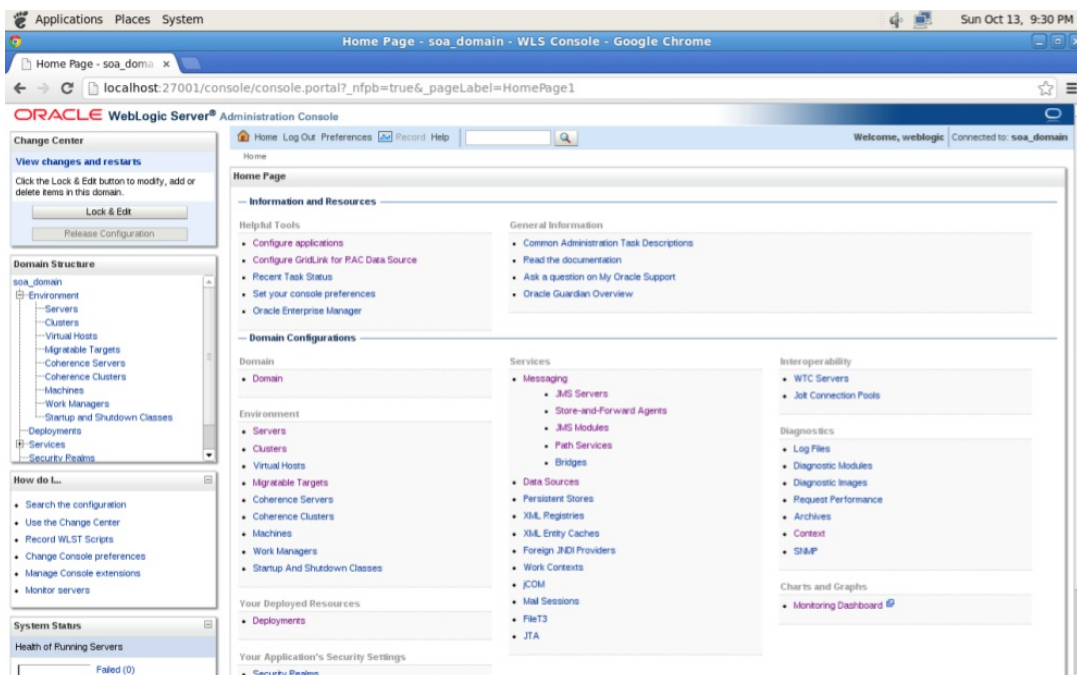 Applications Places System
Sun Oct 13, 9:30 PM
Home Page - soa_domain - WLS Console - Google Chrome
Home Page - soa_doma
localhost:27001/console/console.portal?_nfpb=true&_pageLabel=HomePage1
ORACLE WebLogic Server® Administration Console
Change Center
View changes and restarts
Click the Lock & Edit button to modify, add or
delete items in this domain.
Lock & Edit
Release Configuration
Domain Structure
soa_domain
Environment
Servers
Clusters
Virtual Hosts
Migratable Targets
Coherence Servers
Coherence Clusters
Machines
Work Managers
Startup and Shutdown Classes
Deployments
Services
Security Realms
How do I...
Search the configuration
Use the Change Center
Record WLST Scripts
Change Console preferences
Manage Console extensions
Monitor servers
System Status
Health of Running Servers
Failed (0)
Home Log Out Preferences Record Help
Welcome, weblogic Connected to: soa_domain
Home
Home Page
Information and Resources
Helpful Tools
Configure applications
Configure GridLink for RAC Data Source
Recent Task Status
Set your console preferences
Oracle Enterprise Manager
General Information
Common Administration Task Descriptions
Read the documentation
Ask a question on My Oracle Support
Oracle Guardian Overview
Domain Configurations
Domain
Domain
Environment
Servers
Clusters
Virtual Hosts
Migratable Targets
Coherence Servers
Coherence Clusters
Machines
Work Managers
Startup And Shutdown Classes
Your Deployed Resources
Deployments
Your Application's Security Settings
Security Realms
Services
Messaging
JMS Servers
Store-and-Forward Agents
JMS Modules
Path Services
Bridges
Data Sources
Persistent Stores
XML Registries
XML Entity Caches
Foreign JNDI Providers
Work Contexts
jCOM
Mail Sessions
FileT3
JTA
Interoperability
WTC Servers
Jolt Connection Pools
Diagnostics
Log Files
Diagnostic Modules
Diagnostic Images
Request Performance
Archives
Context
SNMP
Charts and Graphs
Monitoring Dashboard